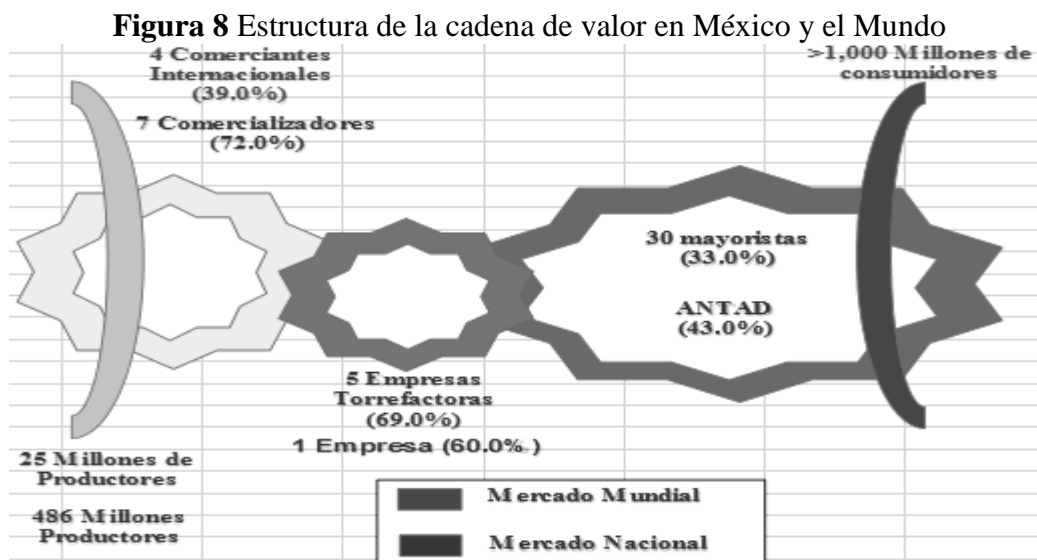 Figura 8 Estructura de la cadena de valor en México y el Mundo
4 Comerciantes
Internacionales
(39.0%)
7 Comercializadores
(72.0%)
>1,000 Millones de
consumidores
30 mayoristas
(33.0%)
ANTAD
(43.0%)
5 Empresas
Torrefactoras
(69.0%)
1 Empresa (60.0%)
25 Millones de
Productores
486 Millones
Productores
Mercado Mundial
Mercado Nacional